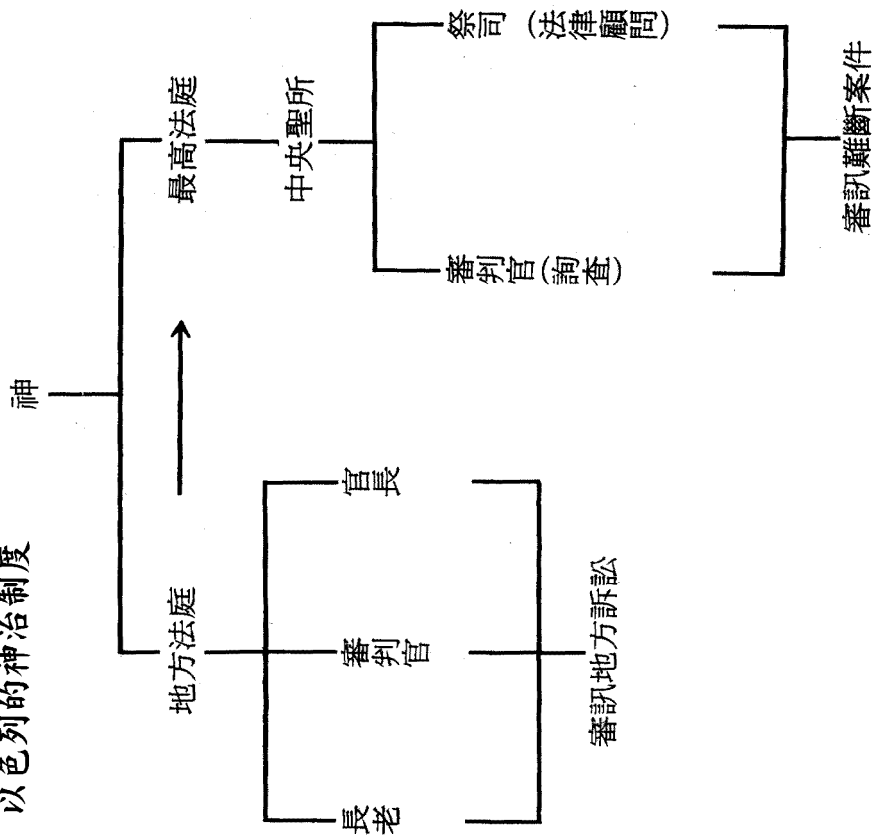 以色列的神治制度
神
地方法庭
最高法庭
中央聖所
長老
審判官
官長
審判官(詢查)
祭司(法律顧問)
審訊地方訴訟
審訊難斷案件